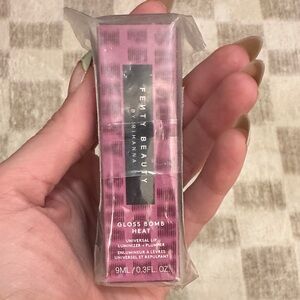 FENTY BEAUTY
BY RIHANNA
GLOSS BOMB
HEAT
UNIVERSAL LIP
LUMINIZER + PLUMPER
ENLUMINEUR À LÈVRES
UNIVERSEL ET REPULPANT
9ML / 0.3FL. OZ.